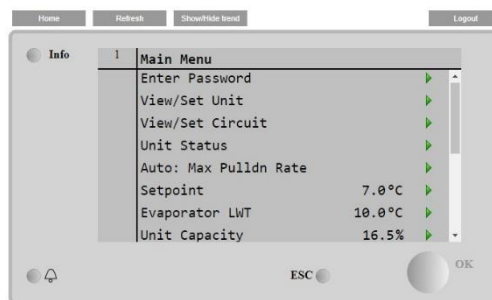 Home Refresh Show/Hide trend Logout
Info 1 Main Menu
Enter Password
View/Set Unit
View/Set Circuit
Unit Status
Auto: Max Pulldn Rate
Setpoint 7.0°C
Evaporator LWT 10.0°C
Unit Capacity 16.5%
ESC OK